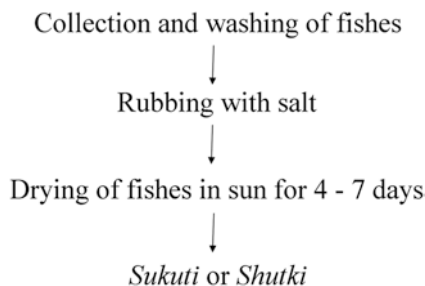 Collection and washing of fishes
Rubbing with salt
Drying of fishes in sun for 4 - 7 days
Sukuti or Shutki